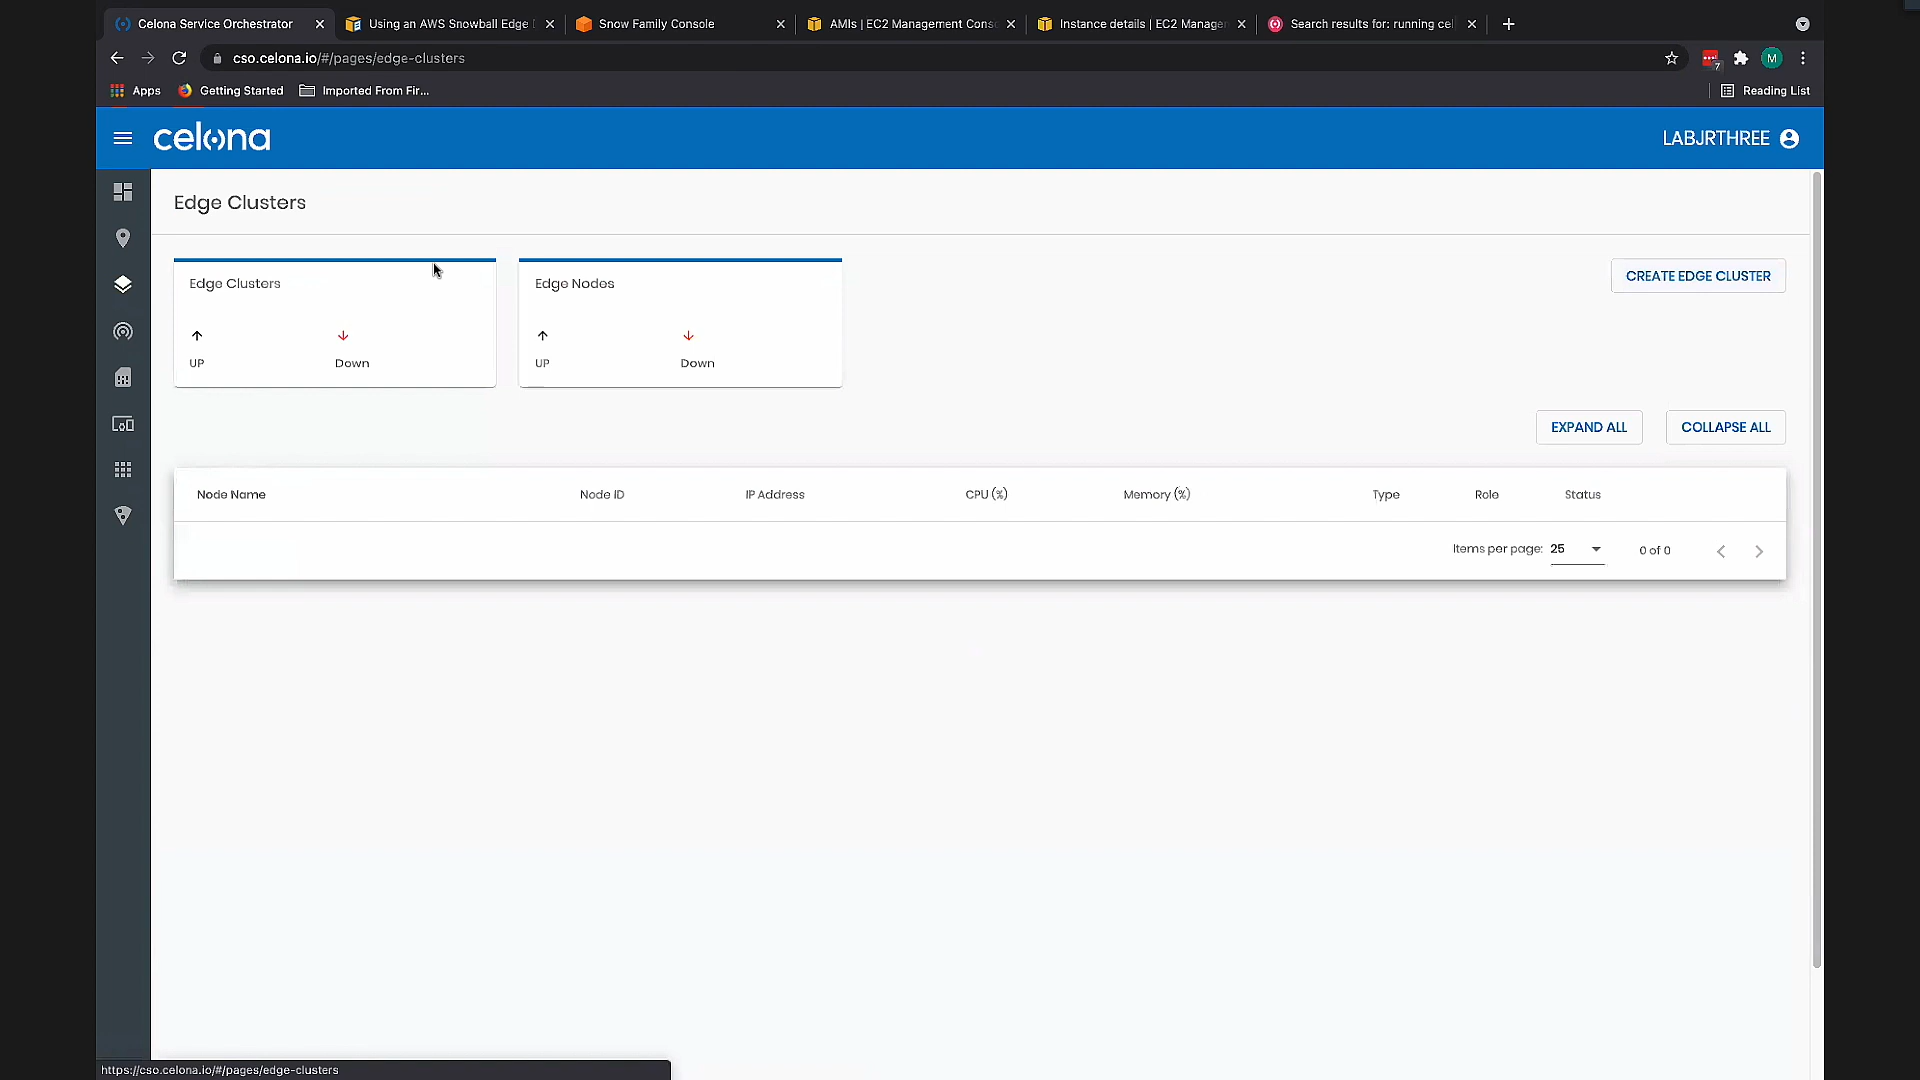 Celona Service Orchestrator
Using an AWS Snowball Edge
Snow Family Console
AMIs | EC2 Management Cons
Instance details | EC2 Manage
Search results for: running ce
cso.celona.io/#/pages/edge-clusters
7
M
Apps
Getting Started
Imported From Fir...
Reading List
celona
LABJRTHREE
Edge Clusters
Edge Clusters
UP
Down
Edge Nodes
UP
Down
CREATE EDGE CLUSTER
EXPAND ALL
COLLAPSE ALL
Node Name
Node ID
IP Address
CPU (%)
Memory (%)
Type
Role
Status
Items per page: 25
0 of 0
https://cso.celona.io/#/pages/edge-clusters